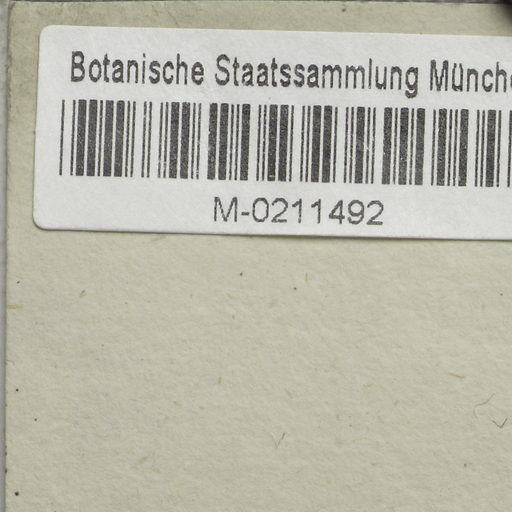 Botanische Staatssammlung Münch
M-0211492